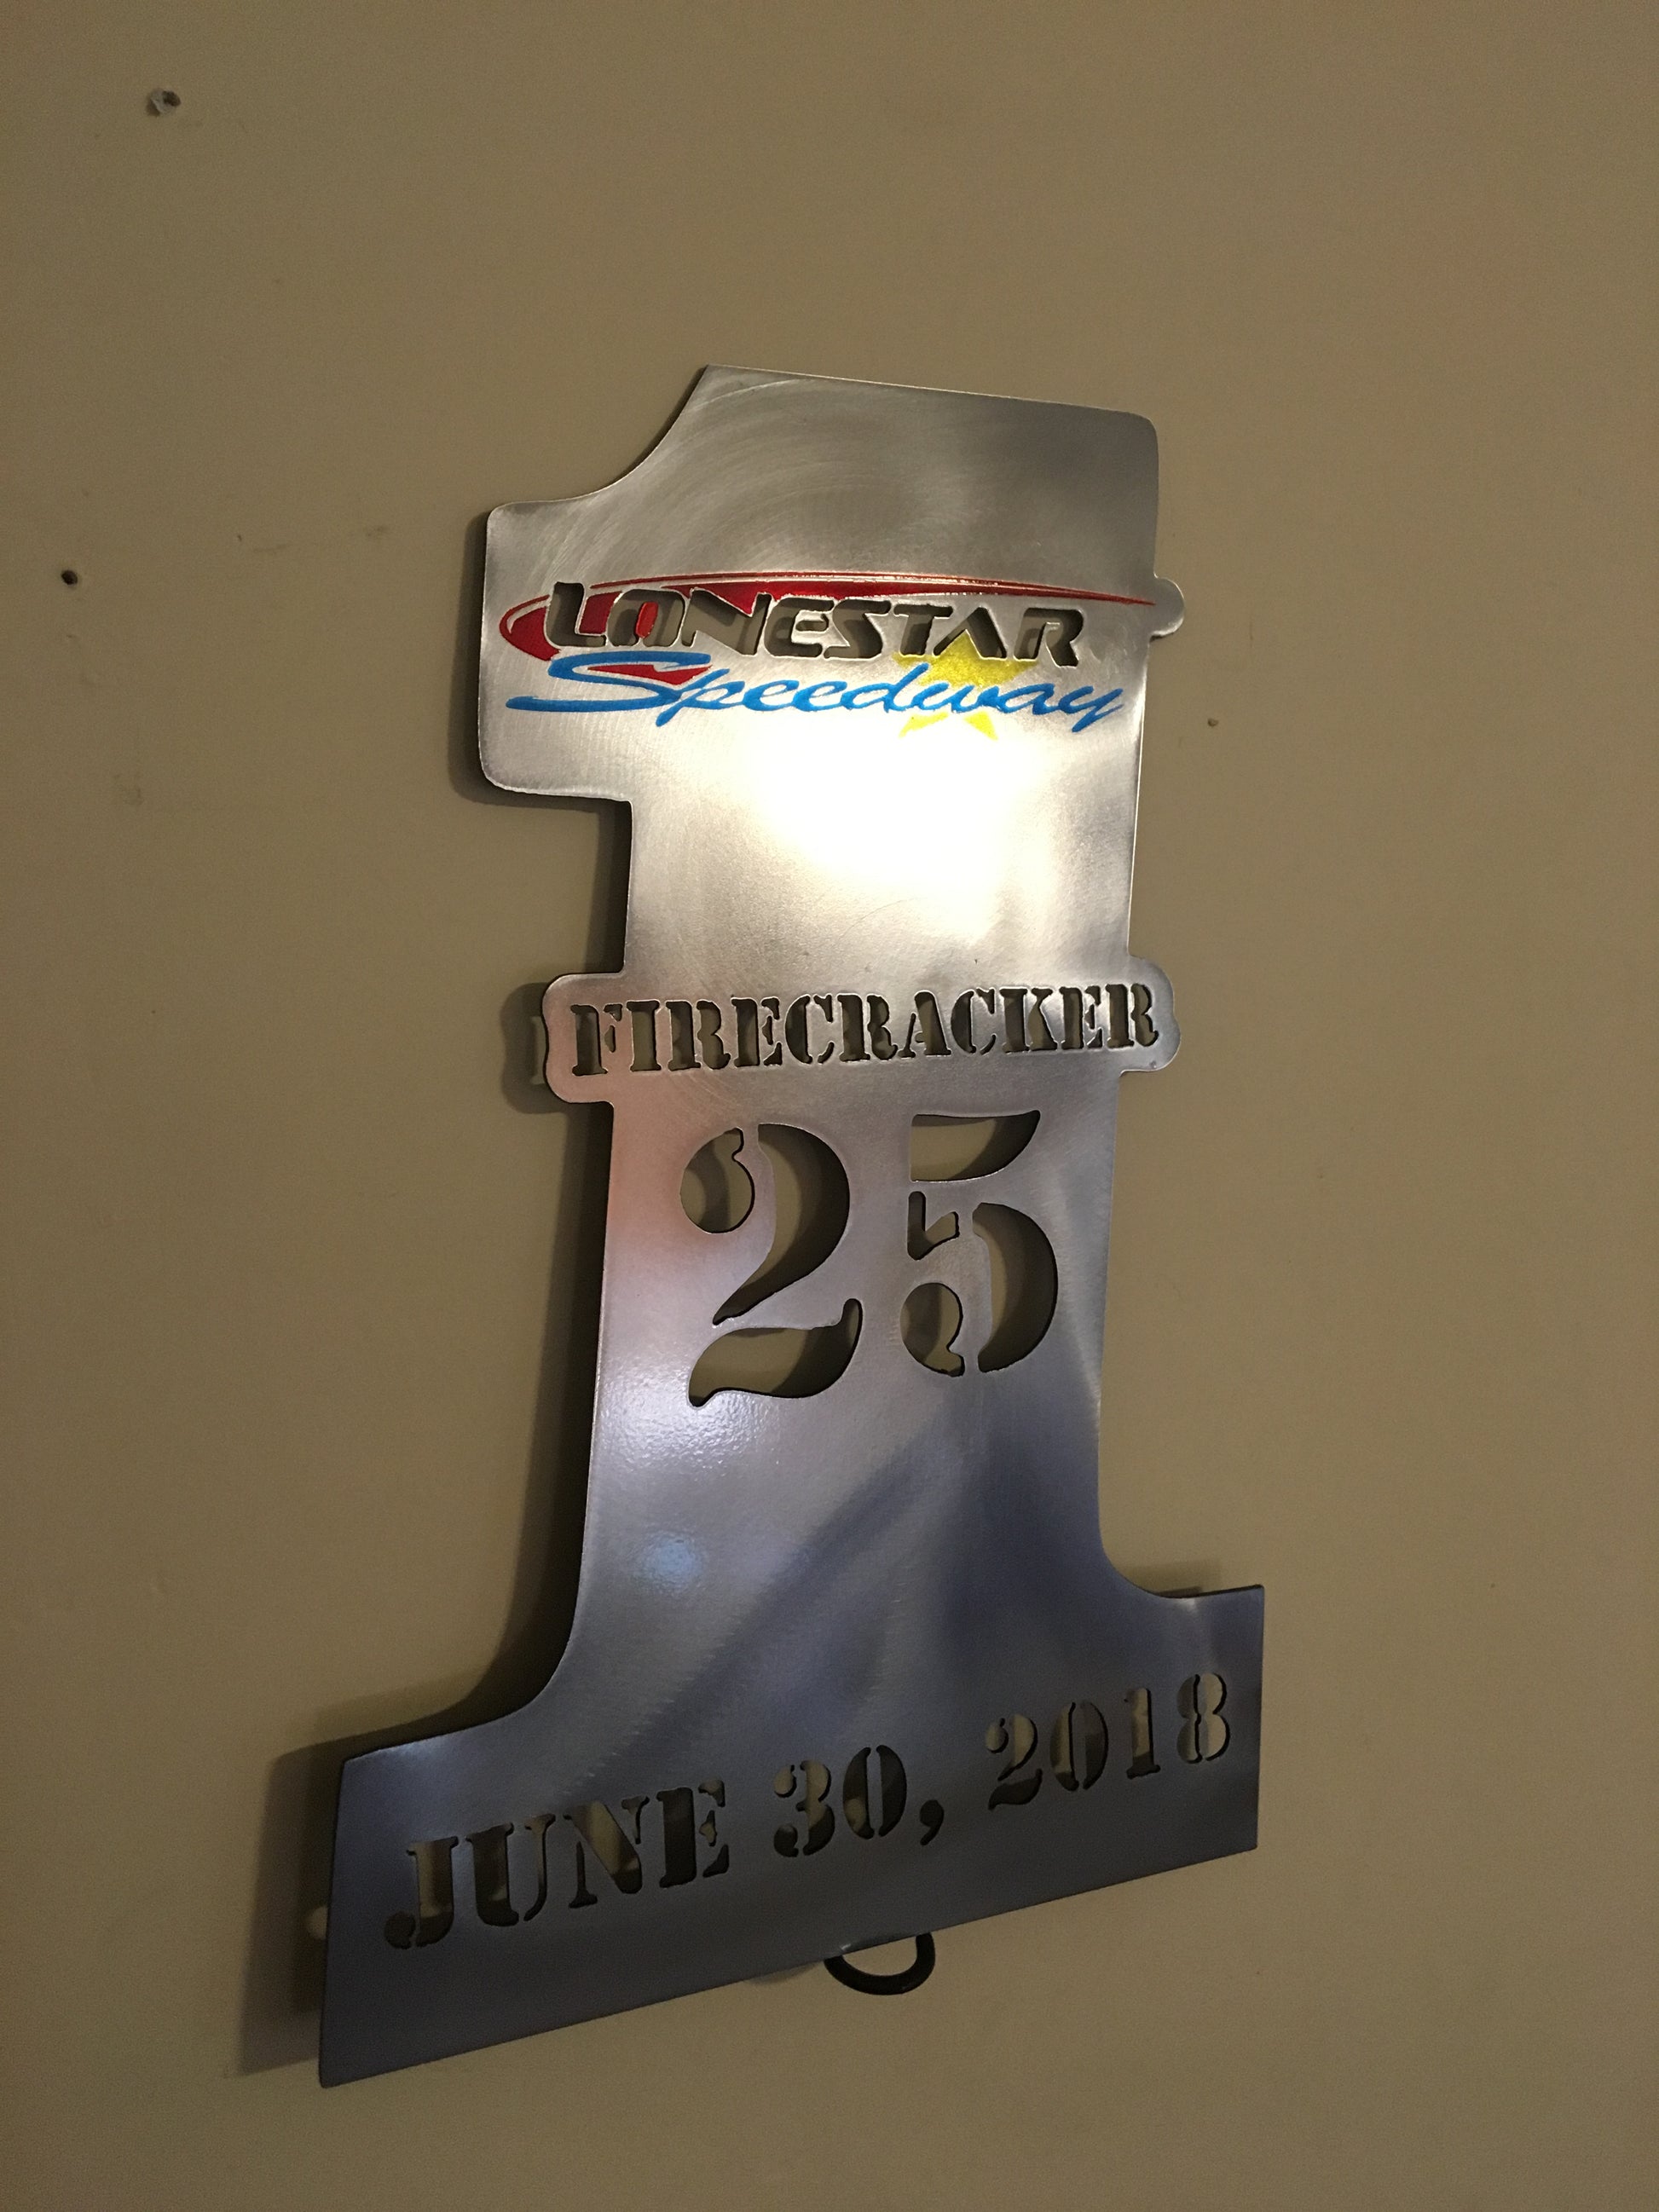 LONESTAR
Speedway
FIRECRACKER
25
JUNE 30, 2018